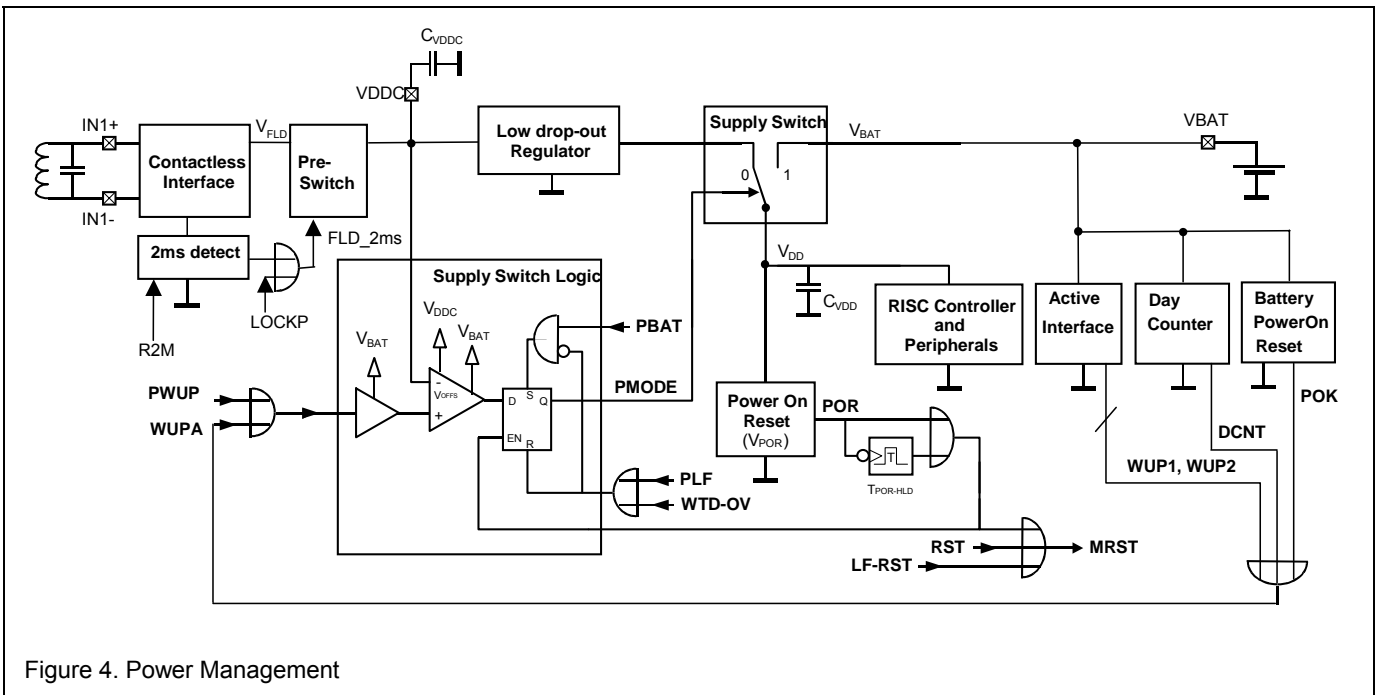 CVDDC
VDDC
IN1+
VFLD
Contactless
Interface
Pre-
Switch
Low drop-out
Regulator
Supply Switch
0
1
VBAT
VBAT
IN1-
2ms detect
FLD_2ms
LOCKP
R2M
Supply Switch Logic
VDDC
VBAT
VBAT
PBAT
-
VOFFS
+
D
S
Q
EN
R
PMODE
PWUP
WUPA
PLF
WTD-OV
VDD
CVDD
RISC Controller
and
Peripherals
Active
Interface
Day
Counter
Battery
PowerOn
Reset
Power On
Reset
(VPOR)
POR
T
TPOR-HLD
POK
DCNT
WUP1, WUP2
RST
LF-RST
MRST
Figure 4. Power Management